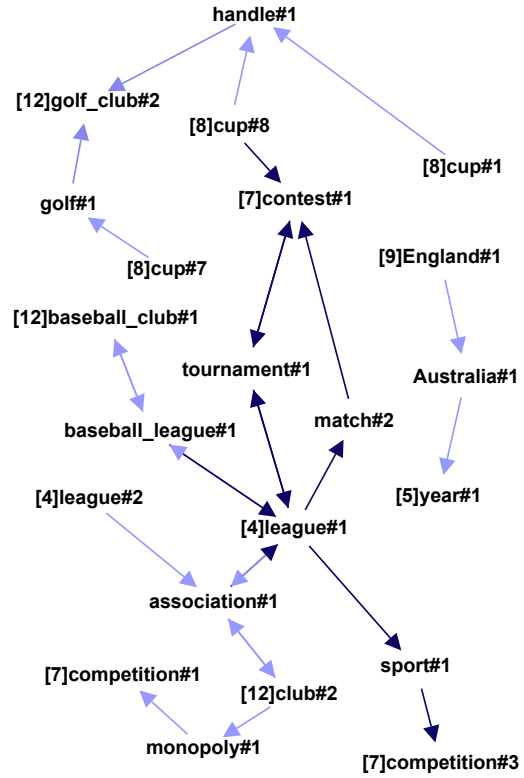 handle#1
[12]golf_club#2
[8]cup#8
[8]cup#1
golf#1
[7]contest#1
[8]cup#7
[9]England#1
[12]baseball_club#1
tournament#1
Australia#1
baseball_league#1
match#2
[4]league#2
[5]year#1
[4]league#1
association#1
[7]competition#1
sport#1
[12]club#2
monopoly#1
[7]competition#3